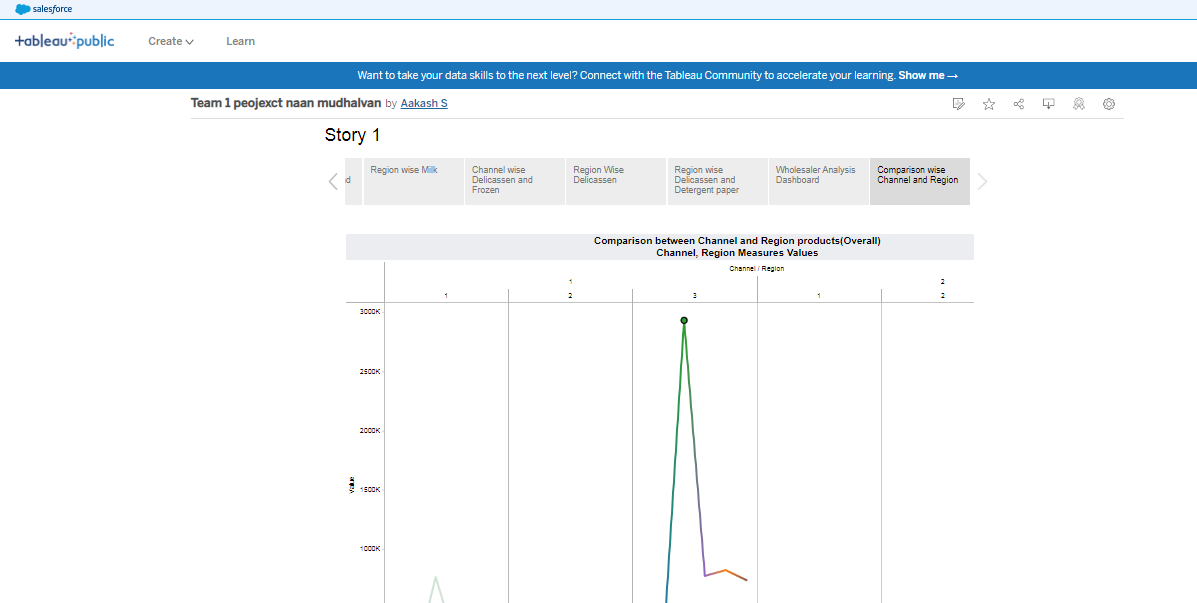 salesforce
+ableau public
Create
Learn
Want to take your data skills to the next level? Connect with the Tableau Community to accelerate your learning. Show me →
Team 1 peojexct naan mudhalvan by Aakash S
Story 1
d
Region wise Milk
Channel wise
Delicassen and
Frozen
Region Wise
Delicassen
Region wise
Delicassen and
Detergent paper
Wholesaler Analysis
Dashboard
Comparison wise
Channel and Region
Comparison between Channel and Region products(Overall)
Channel, Region Measures Values
Channel / Region
1 2
1 2 3 1 2
3000K
2500K
2000K
1500K
1000K
Value